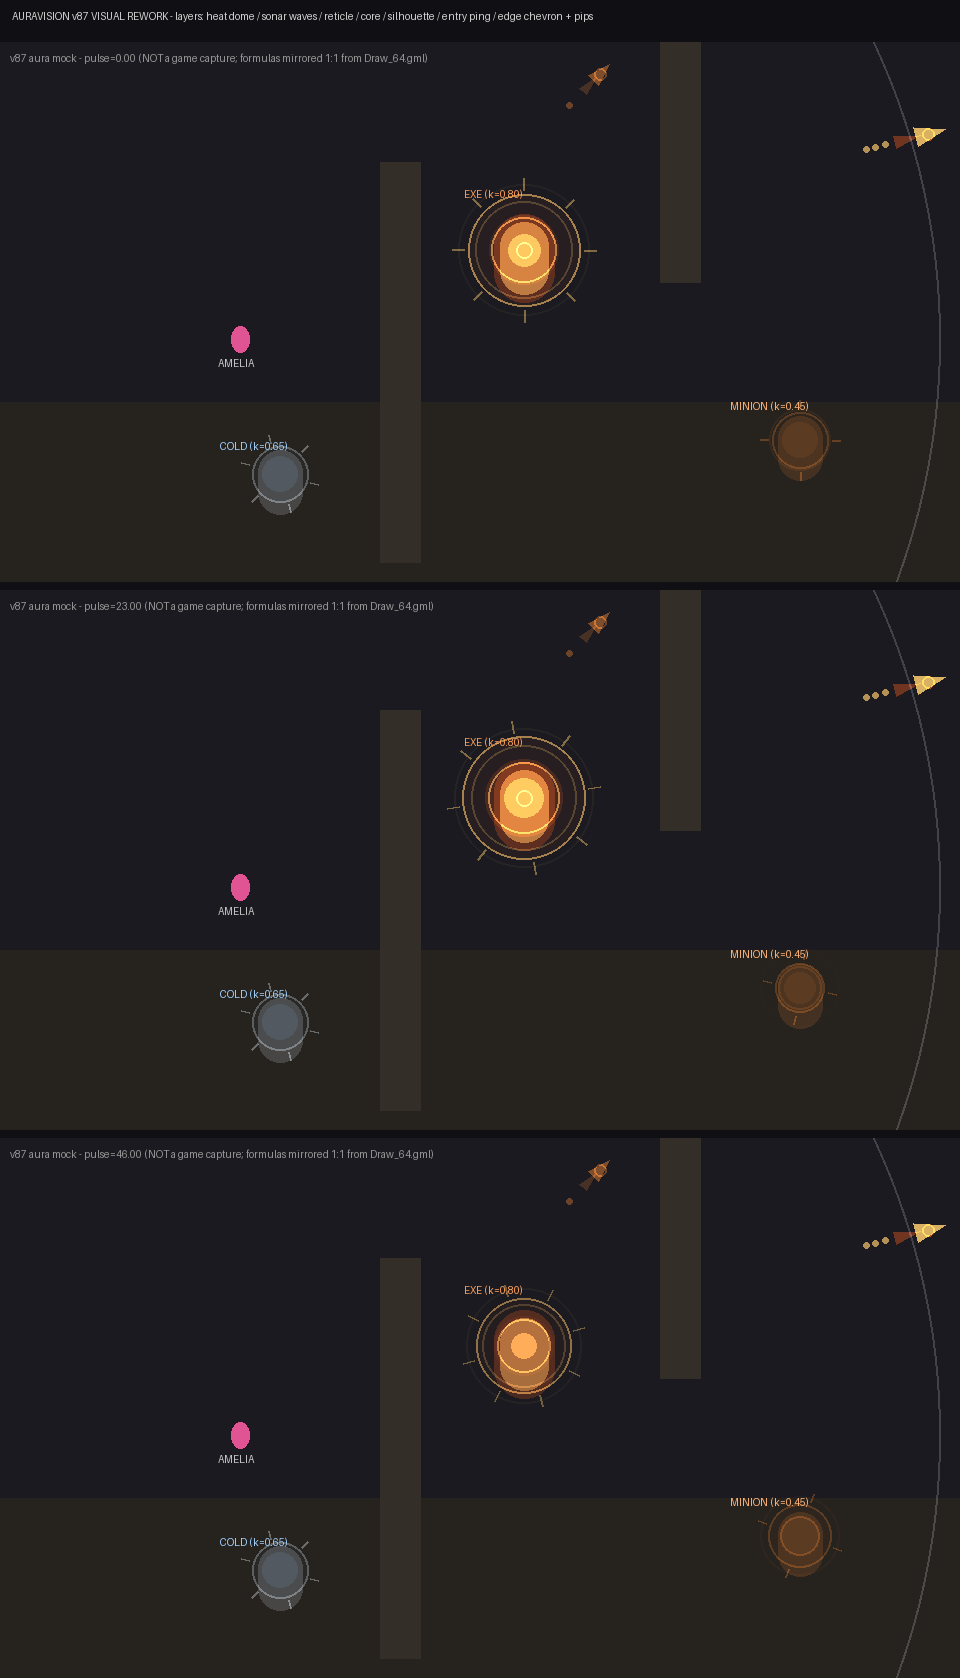 AURAVISION v87 VISUAL REWORK - layers: heat dome / sonar waves / reticle / core / silhouette / entry ping / edge chevron + pips
v87 aura mock - pulse=0.00 (NOT a game capture; formulas mirrored 1:1 from Draw_64.gml)
EXE (k=0.80)
AMELIA
MINION (k=0.45)
COLD (k=0.65)
v87 aura mock - pulse=23.00 (NOT a game capture; formulas mirrored 1:1 from Draw_64.gml)
EXE (k=0.80)
AMELIA
MINION (k=0.45)
COLD (k=0.65)
v87 aura mock - pulse=46.00 (NOT a game capture; formulas mirrored 1:1 from Draw_64.gml)
EXE (k=0.80)
AMELIA
MINION (k=0.45)
COLD (k=0.65)